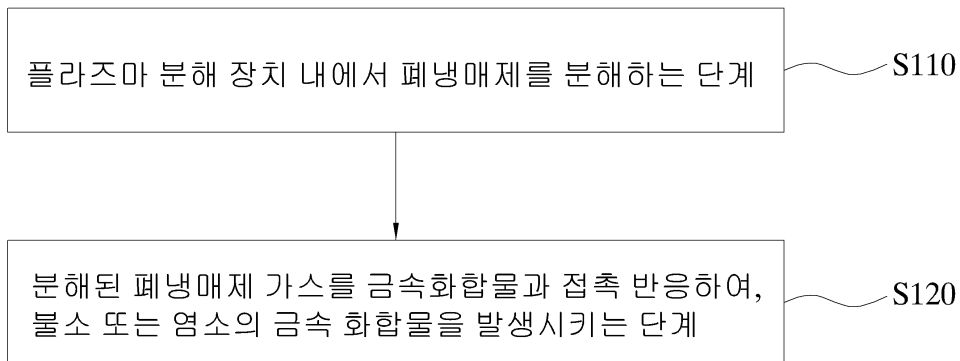 플라즈마 분해 장치 내에서 폐냉매제를 분해하는 단계
S110
분해된 폐냉매제 가스를 금속화합물과 접촉 반응하여,
불소 또는 염소의 금속 화합물을 발생시키는 단계
S120